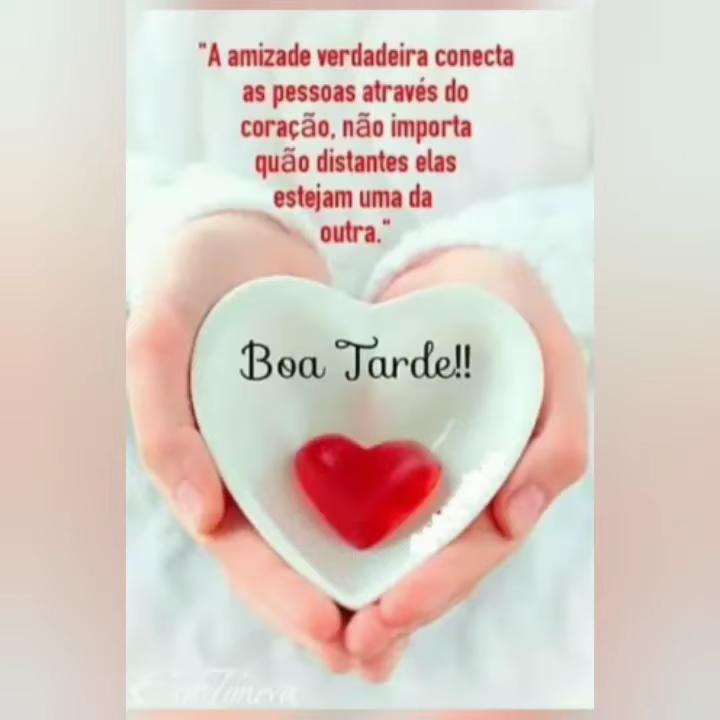 "A amizade verdadeira conecta
as pessoas através do
coração, não importa
quão distantes elas
estejam uma da
outra."
Boa Tarde!!